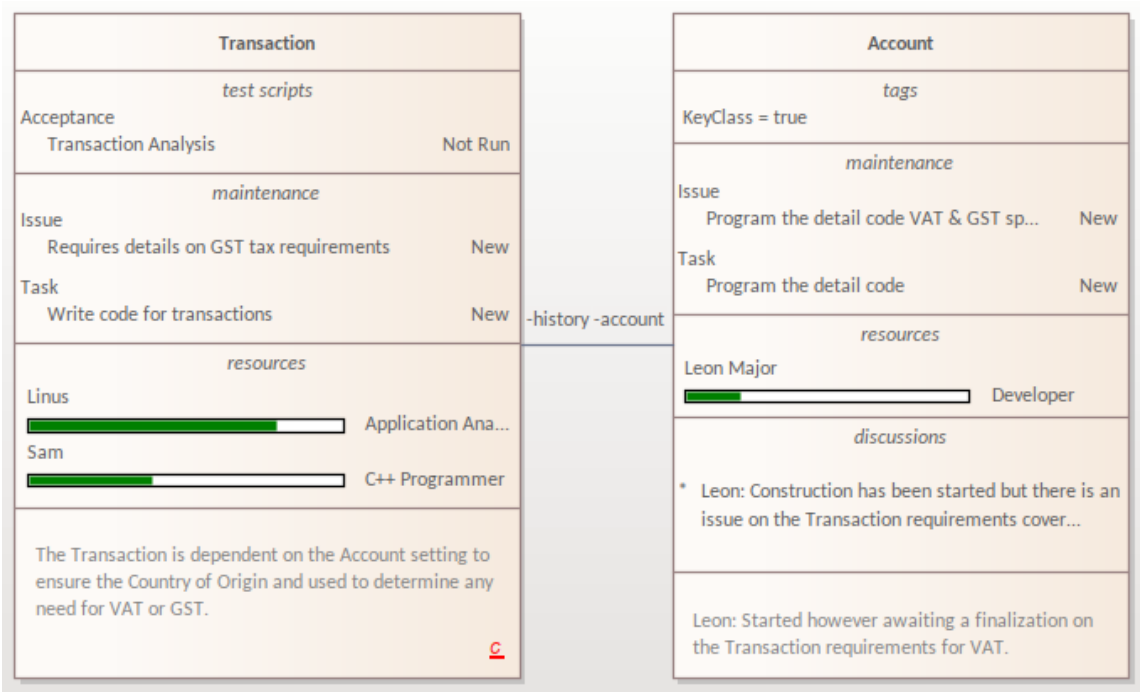 Transaction
test scripts
Acceptance
Transaction Analysis Not Run
maintenance
Issue
Requires details on GST tax requirements New
Task
Write code for transactions New
resources
Linus
Application Ana...
Sam
C++ Programmer
The Transaction is dependent on the Account setting to
ensure the Country of Origin and used to determine any
need for VAT or GST.
C
-history -account
Account
tags
KeyClass = true
maintenance
Issue
Program the detail code VAT & GST sp... New
Task
Program the detail code New
resources
Leon Major
Developer
discussions
* Leon: Construction has been started but there is an
issue on the Transaction requirements cover...
Leon: Started however awaiting a finalization on
the Transaction requirements for VAT.